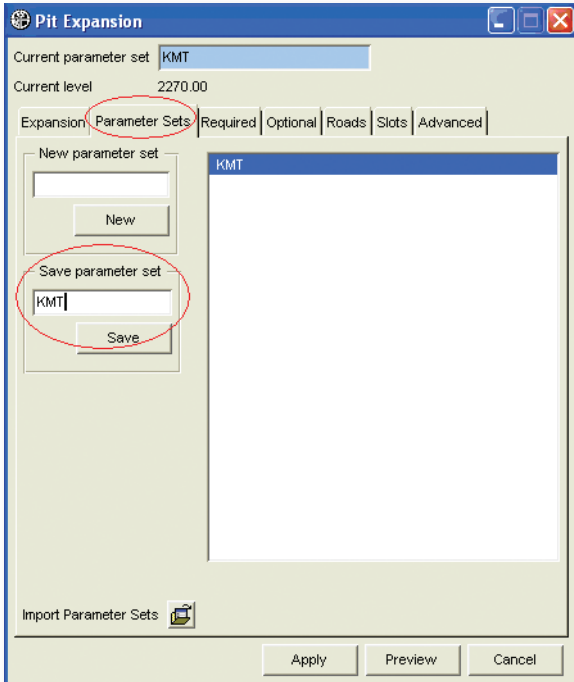 Pit Expansion
Current parameter set KMT
Current level 2270.00
Expansion Parameter Sets Required Optional Roads Slots Advanced
New parameter set
KMT
New
Save parameter set
KMT
Save
Import Parameter Sets
Apply Preview Cancel